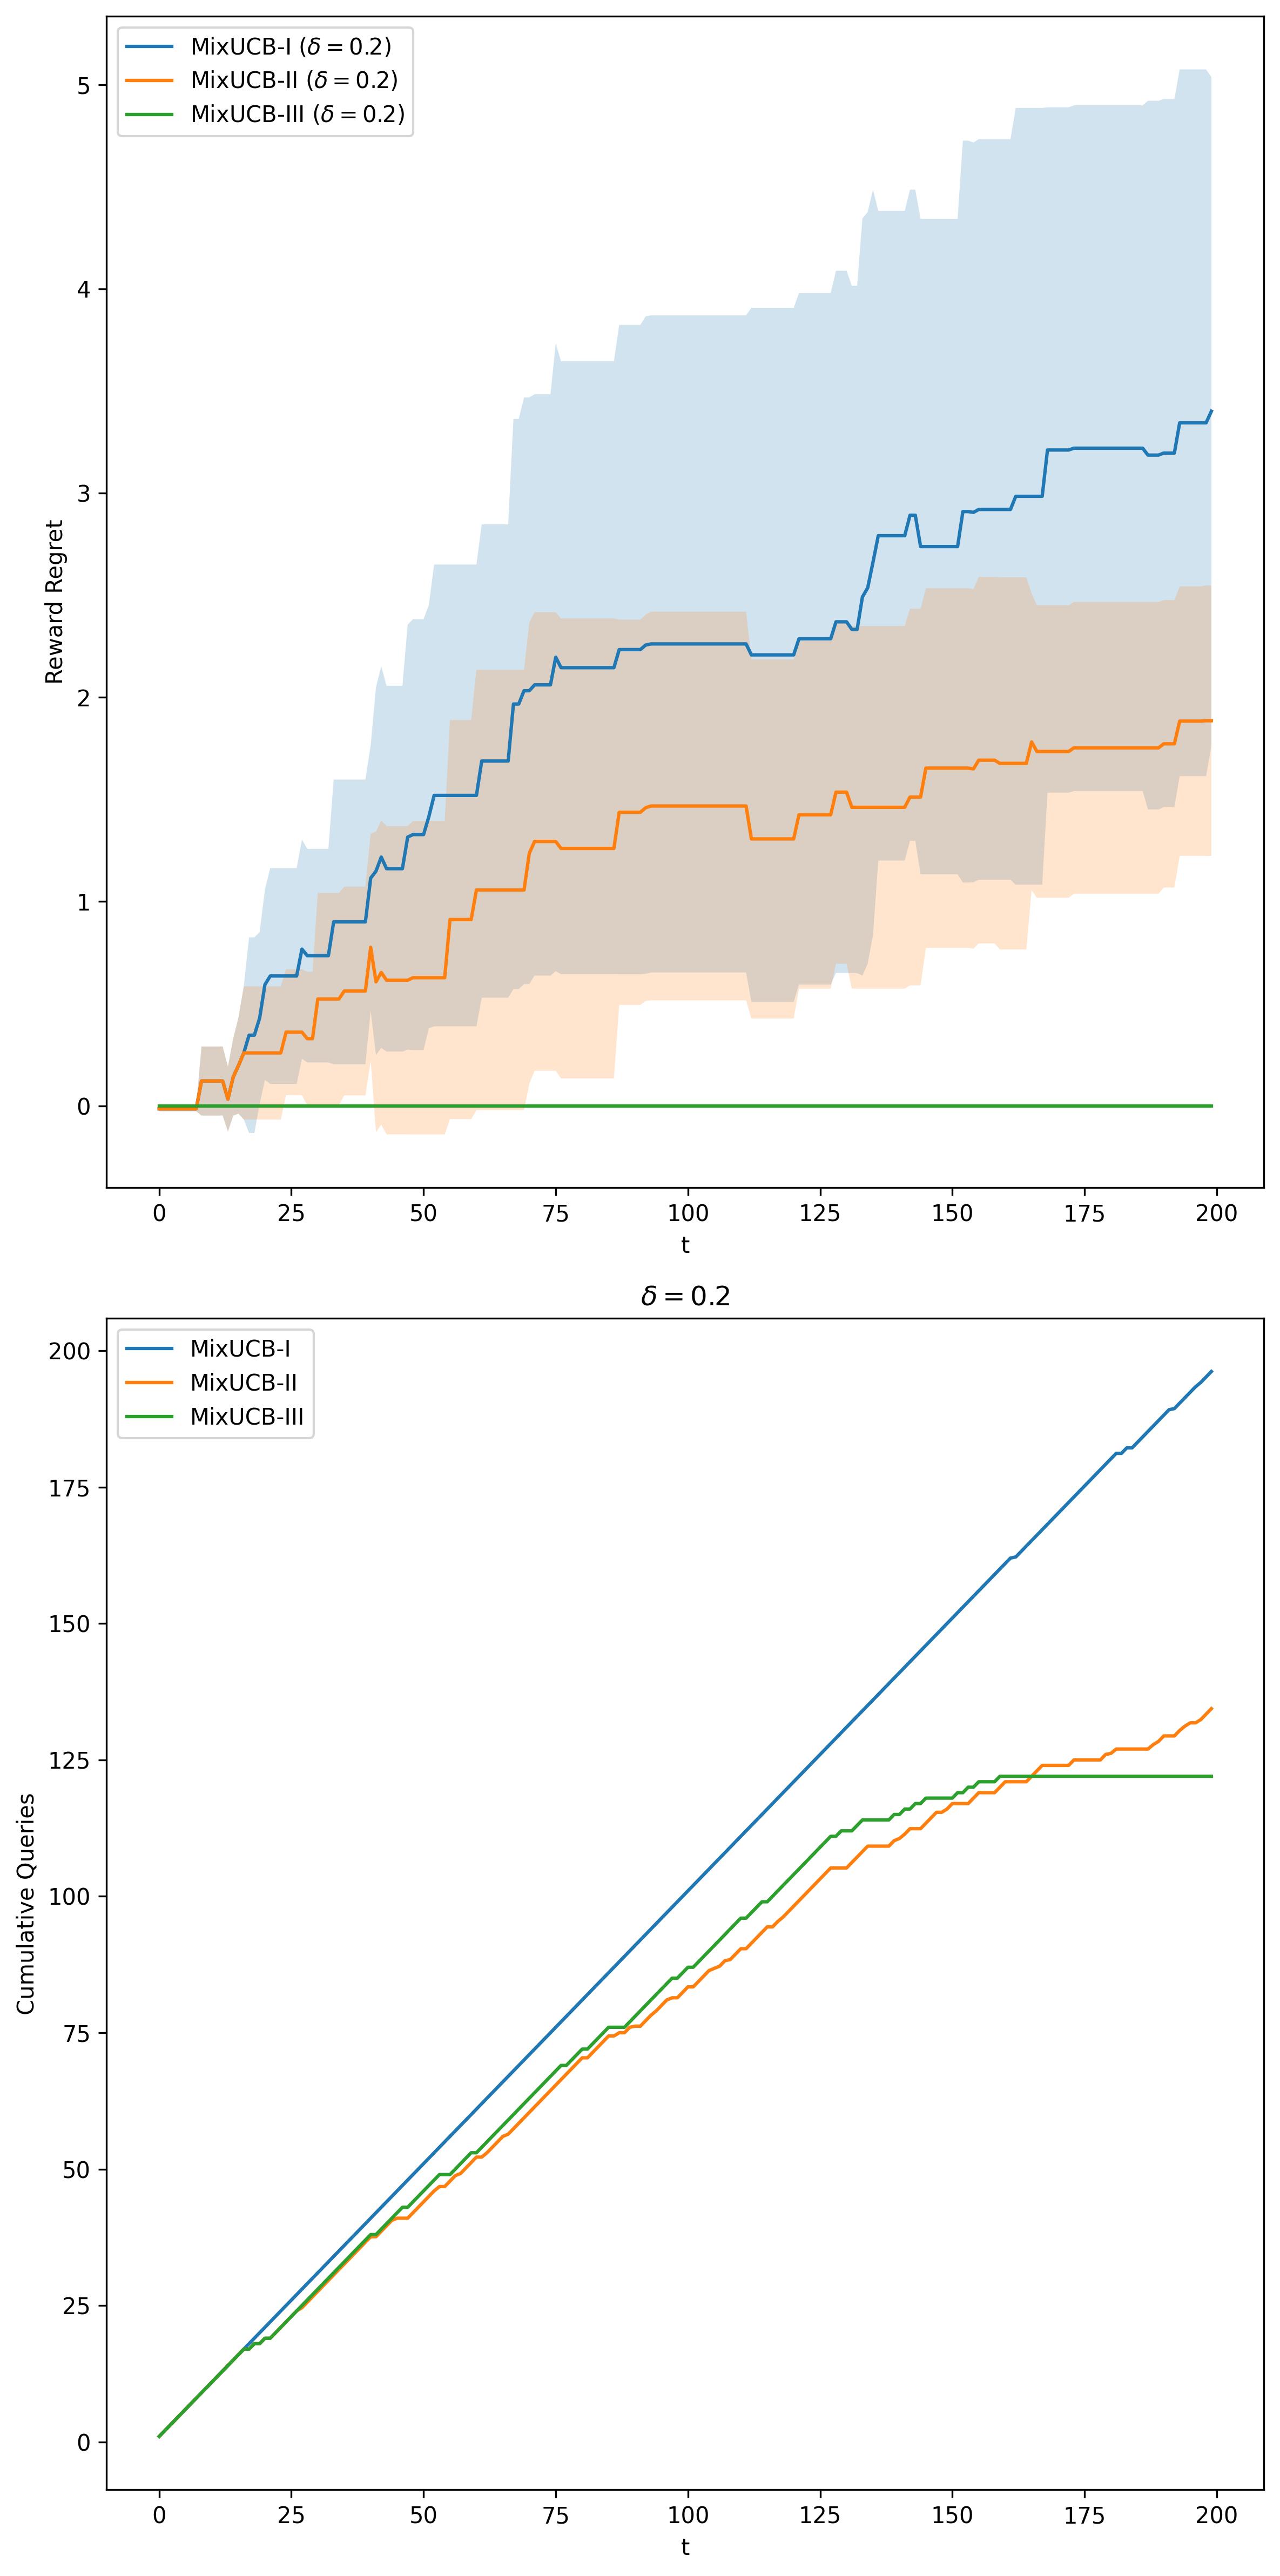 MixUCB-I (δ = 0.2)
MixUCB-II (δ = 0.2)
MixUCB-III (δ = 0.2)
5
4
3
2
1
0
Reward Regret
0 25 50 75 100 125 150 175 200
t
δ = 0.2
MixUCB-I
MixUCB-II
MixUCB-III
200
175
150
125
100
75
50
25
0
Cumulative Queries
0 25 50 75 100 125 150 175 200
t